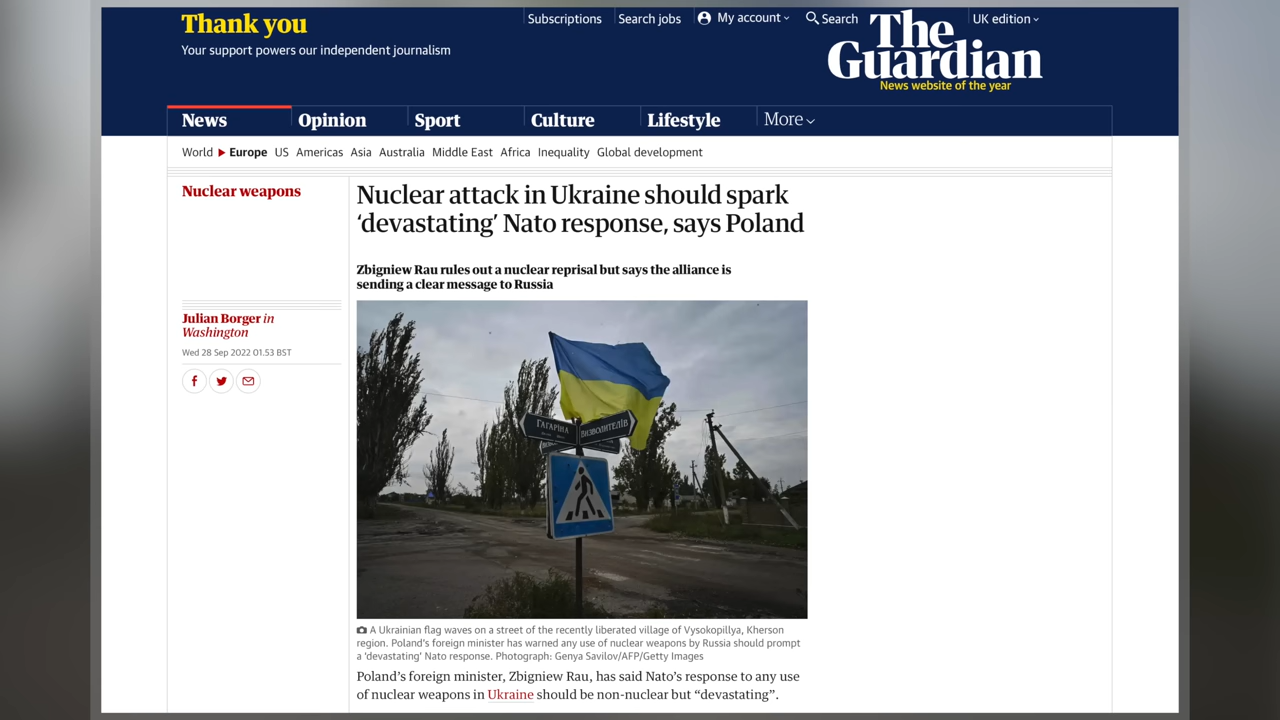 Thank you
Your support powers our independent journalism
Subscriptions
Search jobs
My account
Search
UK edition
The
Guardian
News website of the year
News
Opinion
Sport
Culture
Lifestyle
More
World
Europe
US
Americas
Asia
Australia
Middle East
Africa
Inequality
Global development
Nuclear weapons
Nuclear attack in Ukraine should spark
‘devastating’ Nato response, says Poland
Zbigniew Rau rules out a nuclear reprisal but says the alliance is
sending a clear message to Russia
Julian Borger in
Washington
Wed 28 Sep 2022 01.53 BST
ГАГАРІНА
ВИЗВОЛИТЕЛІВ
A Ukrainian flag waves on a street of the recently liberated village of Vysokopillya, Kherson
region. Poland’s foreign minister has warned any use of nuclear weapons by Russia should prompt
a ‘devastating’ Nato response. Photograph: Genya Savilov/AFP/Getty Images
Poland’s foreign minister, Zbigniew Rau, has said Nato’s response to any use
of nuclear weapons in Ukraine should be non-nuclear but “devastating”.